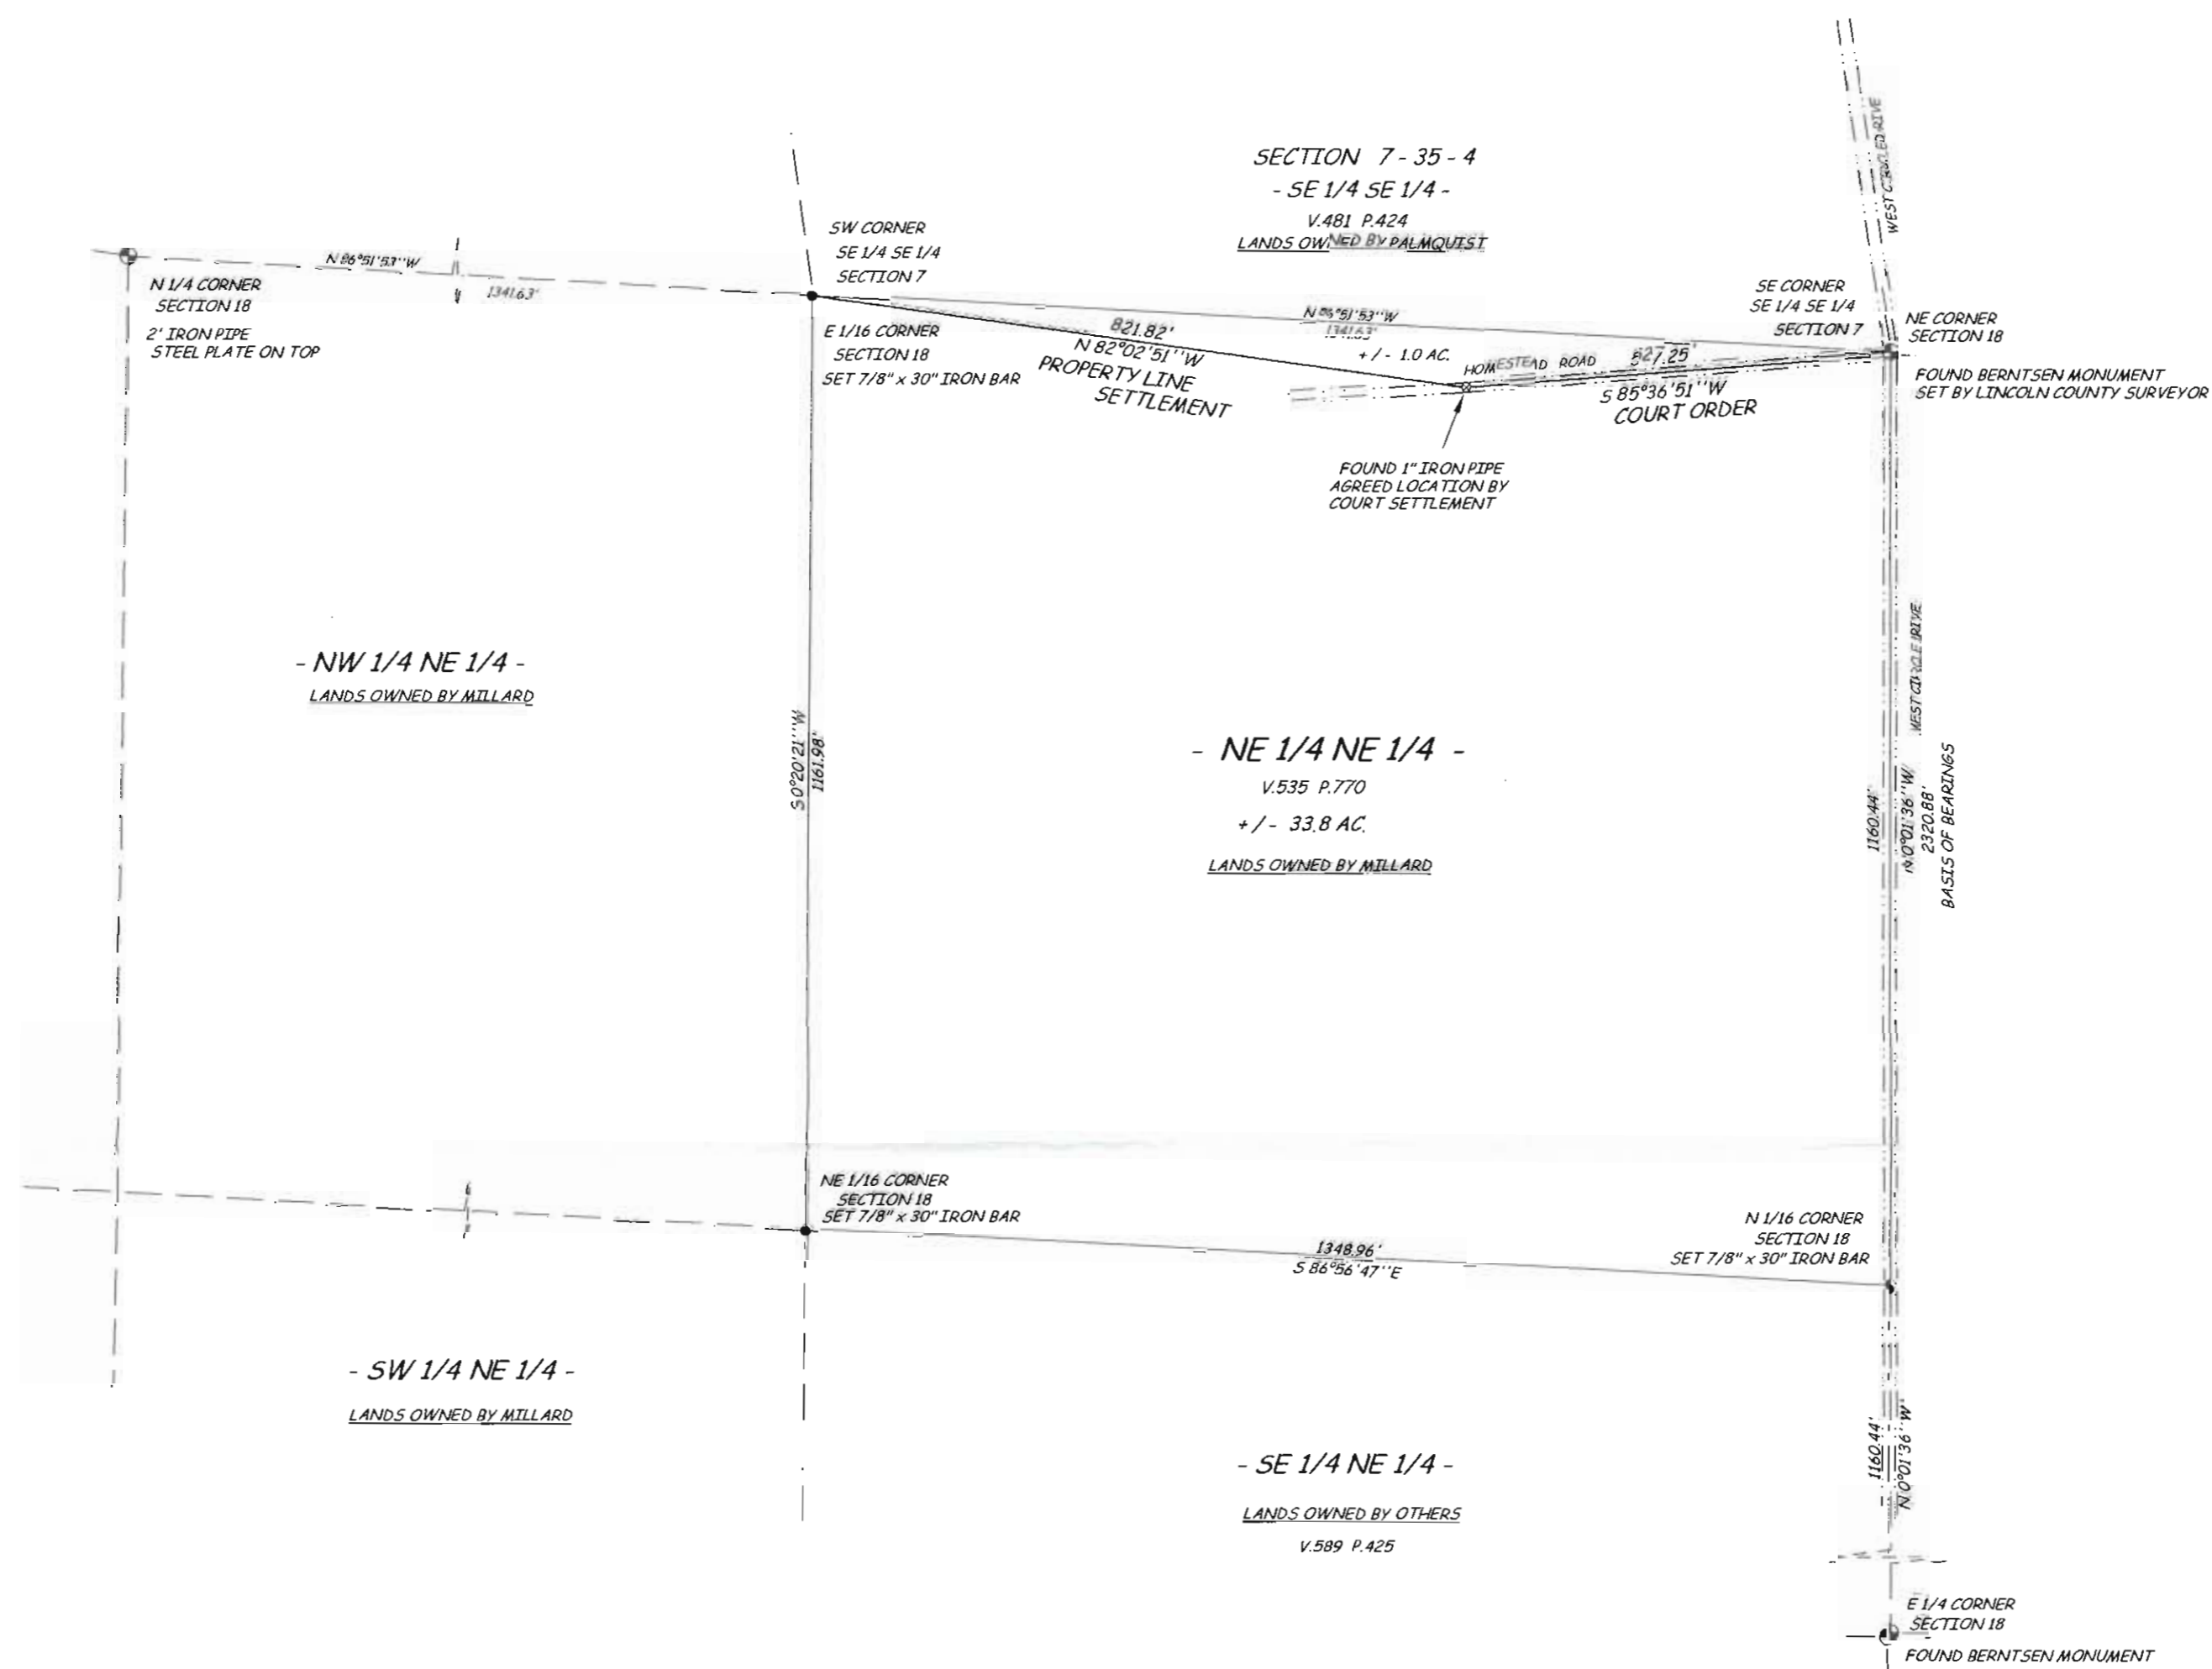 WEST CIRCLE DRIVE
SECTION 7 - 35 - 4
- SE 1/4 SE 1/4 -
V.481 P.424
LANDS OWNED BY PALMQUIST
SW CORNER
SE 1/4 SE 1/4
SECTION 7
N 86°51'53''W
1341.63'
N 1/4 CORNER
SECTION 18
2' IRON PIPE
STEEL PLATE ON TOP
E 1/16 CORNER
SECTION 18
SET 7/8" x 30" IRON BAR
821.82'
N 82°02'51''W
PROPERTY LINE
SETTLEMENT
N 86°51'53''W
1341.63'
+ / - 1.0 AC.
HOMESTEAD ROAD
527.25'
S 85°36'51''W
COURT ORDER
SE CORNER
SE 1/4 SE 1/4
SECTION 7
NE CORNER
SECTION 18
FOUND BERNTSEN MONUMENT
SET BY LINCOLN COUNTY SURVEYOR
FOUND 1" IRON PIPE
AGREED LOCATION BY
COURT SETTLEMENT
- NW 1/4 NE 1/4 -
LANDS OWNED BY MILLARD
S 0°20'21''W
1161.98'
- NE 1/4 NE 1/4 -
V.535 P.770
+ / - 33.8 AC.
LANDS OWNED BY MILLARD
WEST CIRCLE DRIVE
1160.44'
N 0°01'36''W
2320.88'
BASIS OF BEARINGS
NE 1/16 CORNER
SECTION 18
SET 7/8" x 30" IRON BAR
1348.96'
S 86°56'47''E
N 1/16 CORNER
SECTION 18
SET 7/8" x 30" IRON BAR
- SW 1/4 NE 1/4 -
LANDS OWNED BY MILLARD
- SE 1/4 NE 1/4 -
LANDS OWNED BY OTHERS
V.589 P.425
1160.44'
N 0°01'36''W
E 1/4 CORNER
SECTION 18
FOUND BERNTSEN MONUMENT